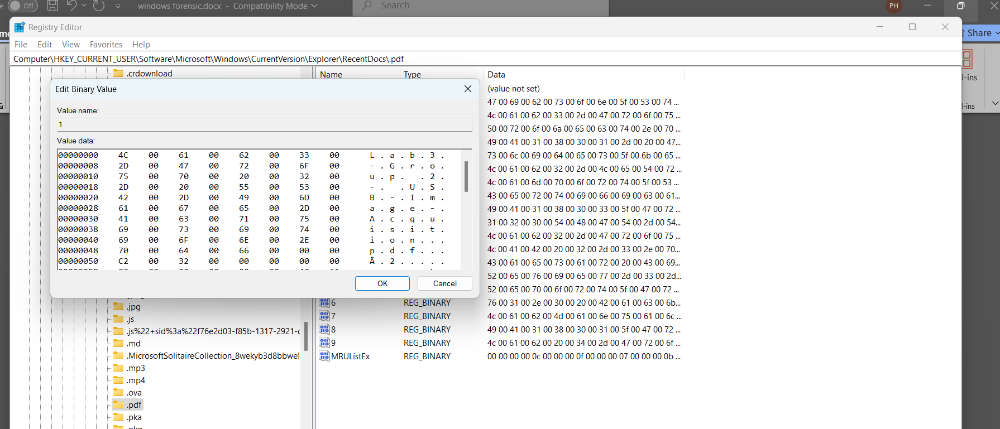 Off windows forensic.docx - Compatibility Mode Search PH
Registry Editor
Share
File Edit View Favorites Help
Computer\HKEY_CURRENT_USER\Software\Microsoft\Windows\CurrentVersion\Explorer\RecentDocs\.pdf
.crdownload
Name Type Data
Edit Binary Value
(value not set)
Value name:
1
Value data:
00000000 4C 00 61 00 62 00 33 00 L . a . b . 3 .
00000008 2D 00 47 00 72 00 6F 00 - . G . r . o .
00000010 75 00 70 00 20 00 32 00 u . p . . 2 .
00000018 2D 00 20 00 55 00 53 00 - . . U . S .
00000020 42 00 2D 00 49 00 6D 00 B . - . I . m .
00000028 61 00 67 00 65 00 2D 00 a . g . e . - .
00000030 41 00 63 00 71 00 75 00 A . c . q . u .
00000038 69 00 73 00 69 00 74 00 i . s . i . t .
00000040 69 00 6F 00 6E 00 2E 00 i . o . n . . .
00000048 70 00 64 00 66 00 00 00 p . d . f . . .
00000050 C2 00 32 00 00 00 00 00 Â . 2 . . . . .
OK Cancel
47 00 69 00 62 00 73 00 6f 00 6e 00 5f 00 53 00 74 ...
4c 00 61 00 62 00 33 00 2d 00 47 00 72 00 6f 00 75 ...
50 00 72 00 6f 00 6a 00 65 00 63 00 74 00 2e 00 70 ...
49 00 41 00 31 00 38 00 30 00 31 00 2d 00 20 00 47...
73 00 6c 00 69 00 64 00 65 00 73 00 5f 00 6b 00 65 ...
4c 00 61 00 62 00 32 00 2d 00 4c 00 65 00 54 00 72 ...
4c 00 61 00 6d 00 70 00 6f 00 72 00 74 00 5f 00 53 ...
43 00 65 00 72 00 74 00 69 00 66 00 69 00 63 00 61...
49 00 41 00 31 00 38 00 30 00 33 00 5f 00 47 00 72 ...
31 00 32 00 30 00 54 00 48 00 47 00 54 00 2d 00 54...
4c 00 61 00 62 00 32 00 2d 00 47 00 72 00 6f 00 75 ...
4c 00 41 00 42 00 20 00 32 00 2d 00 33 00 2e 00 70...
43 00 61 00 65 00 73 00 61 00 72 00 20 00 43 00 69...
52 00 65 00 76 00 69 00 65 00 77 00 2d 00 33 00 2d...
52 00 65 00 70 00 6f 00 72 00 74 00 5f 00 47 00 72 ...
6 REG_BINARY 76 00 31 00 2e 00 30 00 20 00 42 00 61 00 63 00 6b...
7 REG_BINARY 4c 00 61 00 62 00 4d 00 61 00 6e 00 75 00 61 00 6c ...
8 REG_BINARY 49 00 41 00 31 00 38 00 30 00 31 00 5f 00 47 00 72 ...
9 REG_BINARY 4c 00 61 00 62 00 20 00 34 00 2d 00 47 00 72 00 6f ...
MRUListEx REG_BINARY 00 00 00 00 0c 00 00 00 0f 00 00 00 07 00 00 00 0b ...
.jpg
.js
.js%22+sid%3a%22f76e2d03-f85b-1317-2921-c
.md
.MicrosoftSolitaireCollection_8wekyb3d8bbwe!
.mp3
.mp4
.ova
.pdf
.pka
d-ins
l-ins